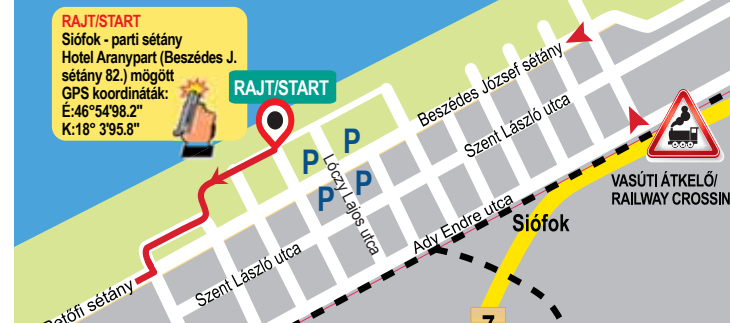 RAJT/START
Siófok - parti sétány
Hotel Aranypart (Beszédes J.
sétány 82.) mögött
GPS koordináták:
É:46°54'98.2"
K:18° 3'95.8"
RAJT/START
Beszédes József sétány
Szent László utca
P
P
P
P
Lóczy Lajos utca
VASÚTI ÁTKELŐ/
RAILWAY CROSSIN
Ady Endre utca
Siófok
Szent László utca
Petőfi sétány
7